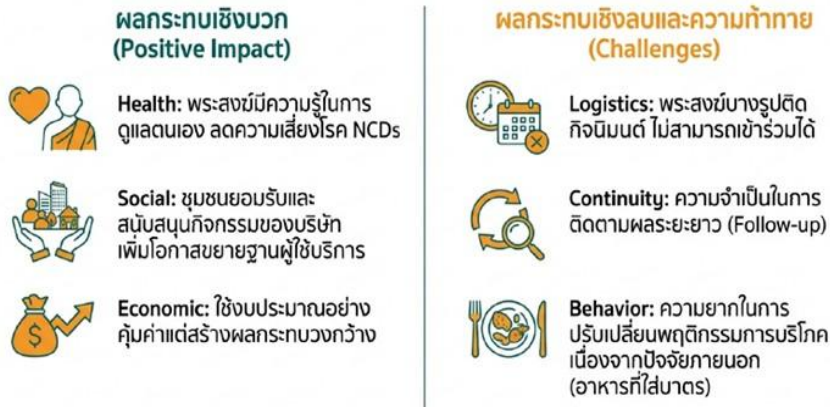 ผลกระทบเชิงบวก
(Positive Impact)
Health: พระสงฆ์มีความรู้ในการ
ดูแลตนเอง ลดความเสี่ยงโรค NCDs
Social: ชุมชนยอมรับและ
สนับสนุนกิจกรรมของบริษัท
เพิ่มโอกาสขยายฐานผู้ใช้บริการ
Economic: ใช้งบประมาณอย่าง
คุ้มค่าแต่สร้างผลกระทบวงกว้าง
$
ผลกระทบเชิงลบและความท้าทาย
(Challenges)
Logistics: พระสงฆ์บางรูปติด
กิจนิมนต์ ไม่สามารถเข้าร่วมได้
Continuity: ความจำเป็นในการ
ติดตามผลระยะยาว (Follow-up)
Behavior: ความยากในการ
ปรับเปลี่ยนพฤติกรรมการบริโภค
เนื่องจากปัจจัยภายนอก
(อาหารที่ใส่บาตร)